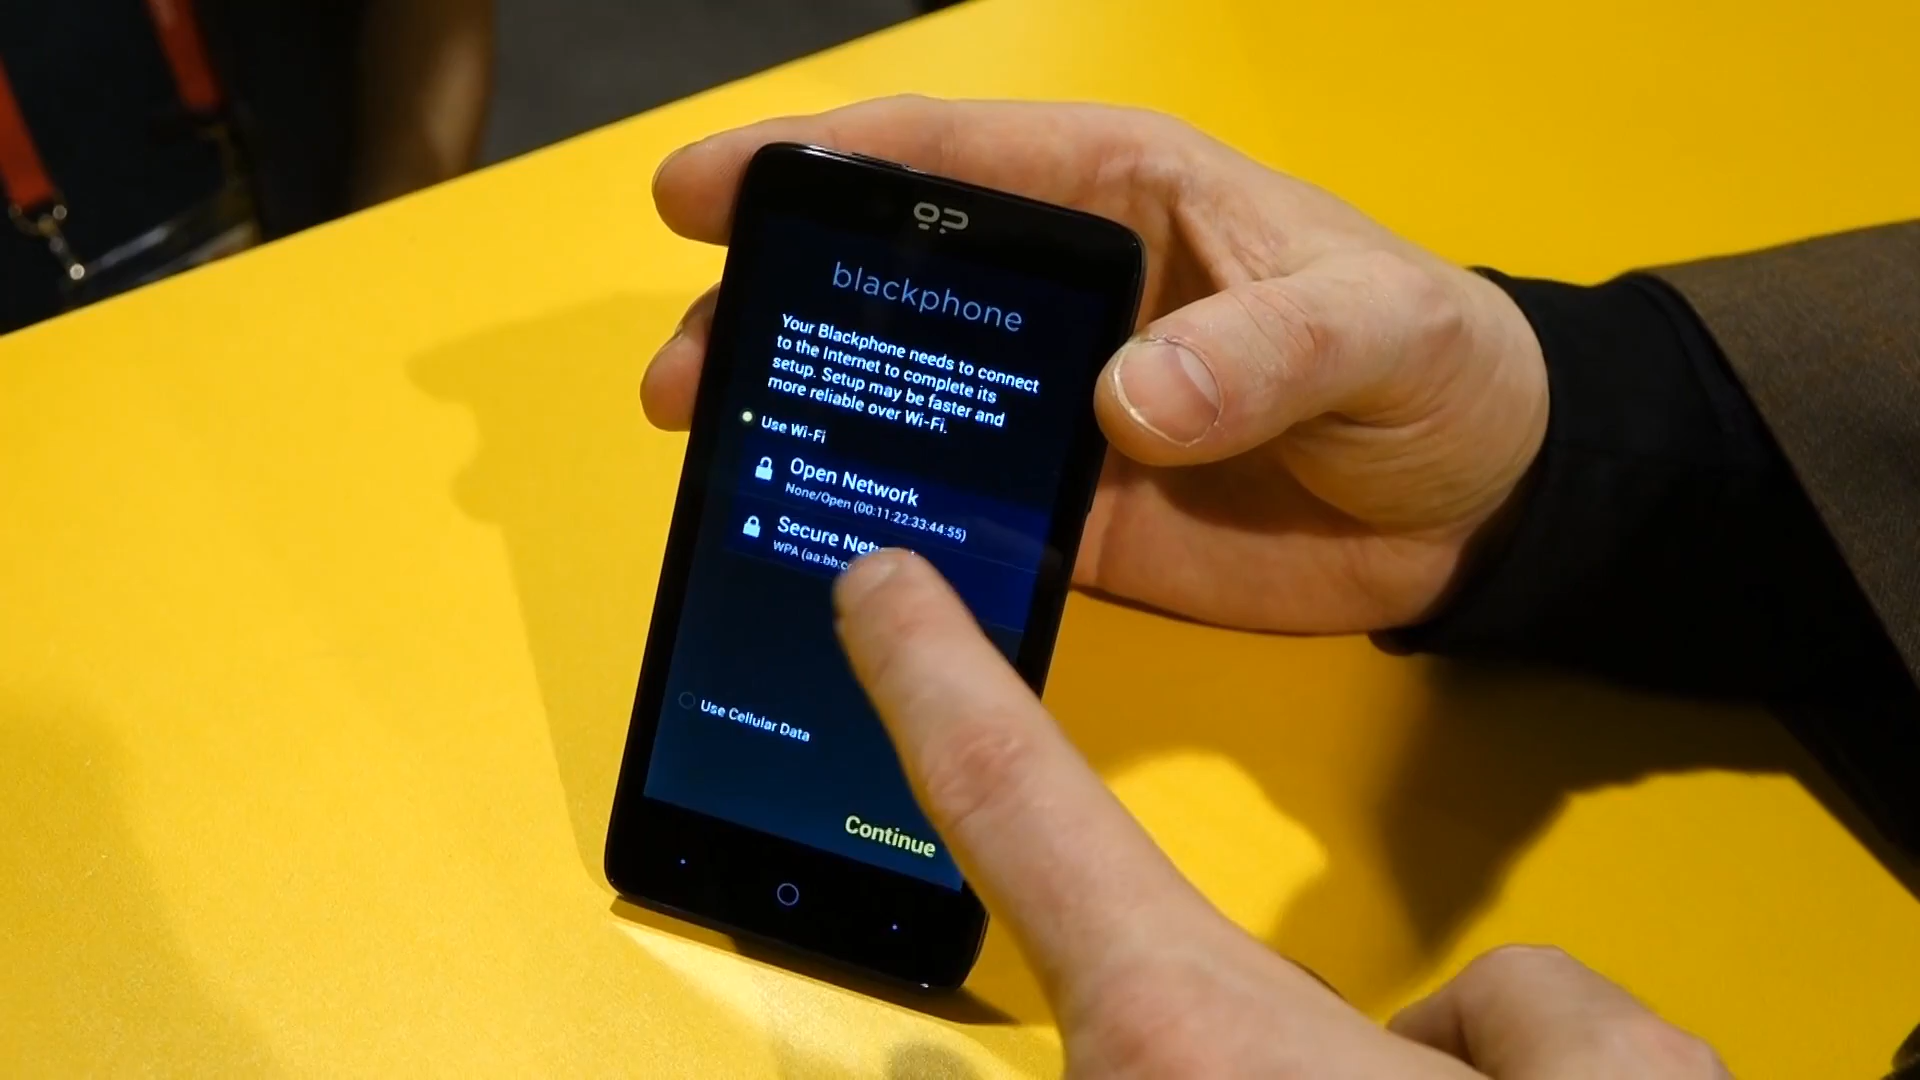 blackphone
Your Blackphone needs to connect
to the Internet to complete its
setup. Setup may be faster and
more reliable over Wi-Fi.
Use Wi-Fi
Open Network
None/Open (00:11:22:33:44:55)
Secure
WPA (aa:bb:
Use Cellular Data
Continue